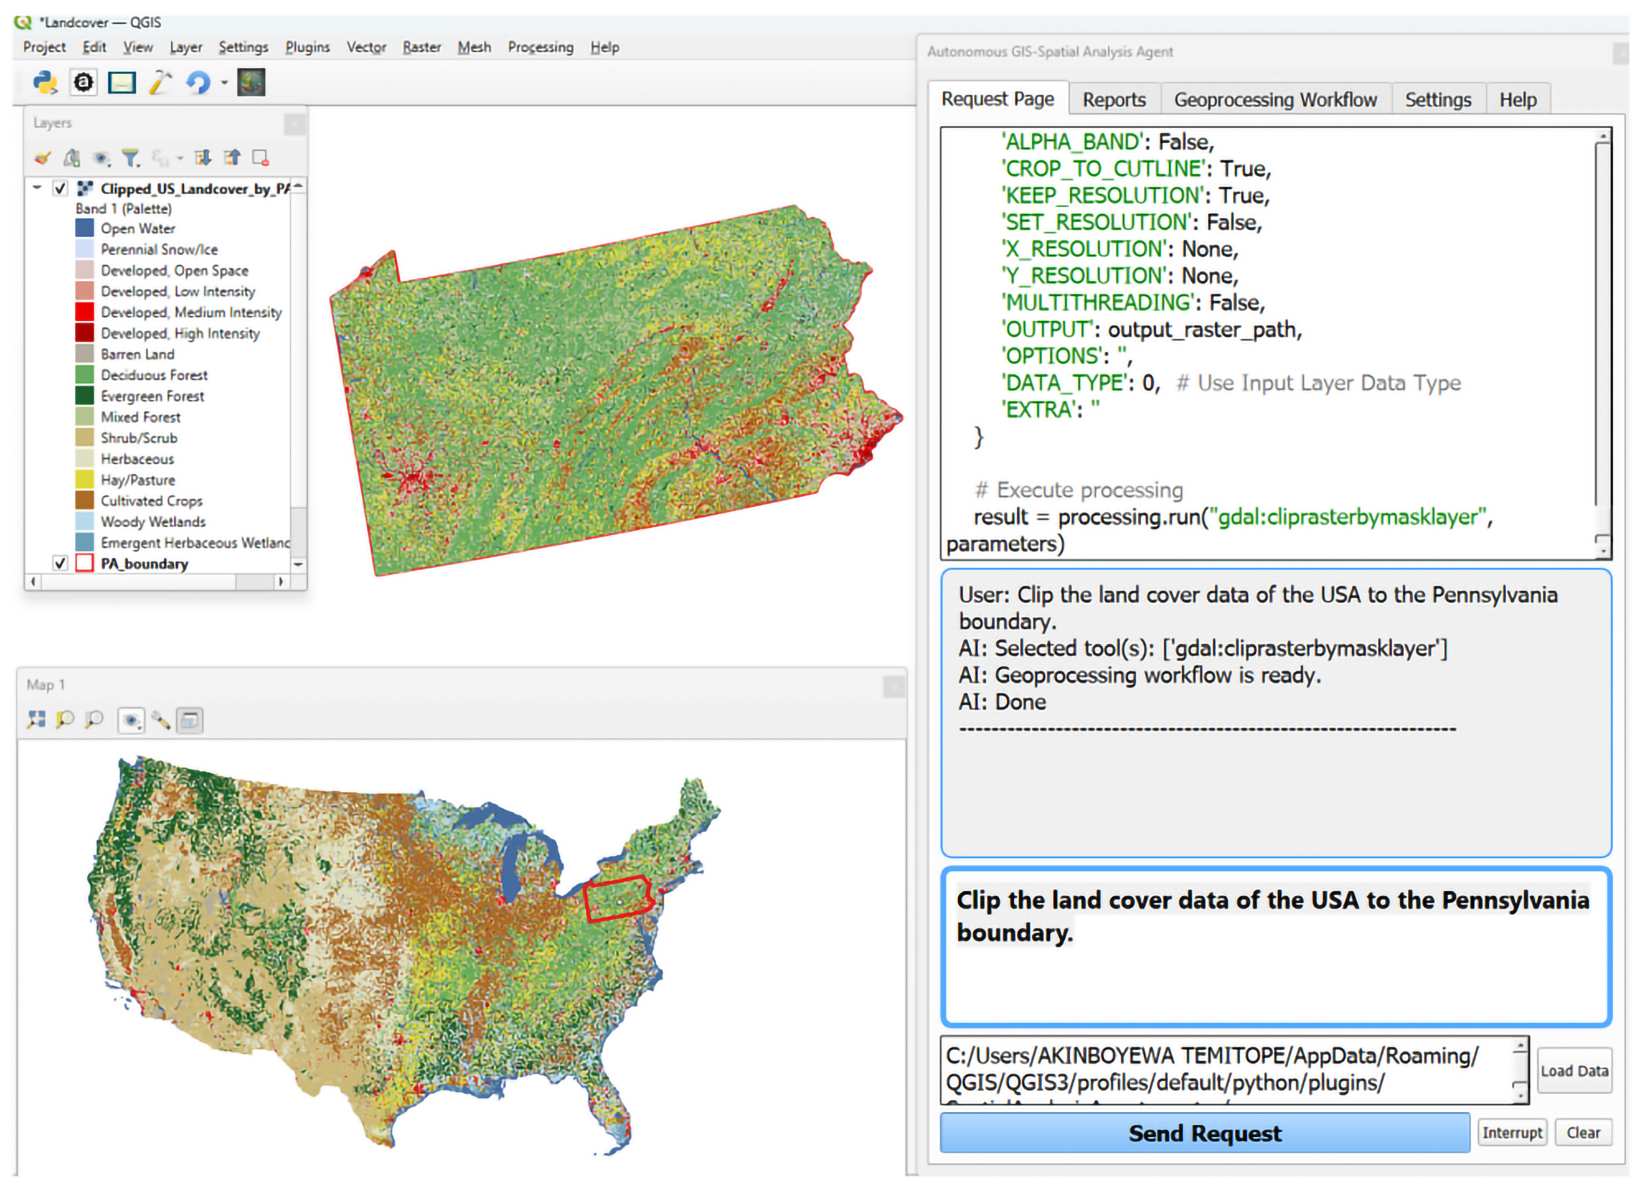 *Landcover — QGIS
Project Edit View Layer Settings Plugins Vector Raster Mesh Processing Help
Layers
Clipped_US_Landcover_by_PA
Band 1 (Palette)
Open Water
Perennial Snow/Ice
Developed, Open Space
Developed, Low Intensity
Developed, Medium Intensity
Developed, High Intensity
Barren Land
Deciduous Forest
Evergreen Forest
Mixed Forest
Shrub/Scrub
Herbaceous
Hay/Pasture
Cultivated Crops
Woody Wetlands
Emergent Herbaceous Wetland
PA_boundary
Map 1
Autonomous GIS-Spatial Analysis Agent
Request Page Reports Geoprocessing Workflow Settings Help
'ALPHA_BAND': False,
'CROP_TO_CUTLINE': True,
'KEEP_RESOLUTION': True,
'SET_RESOLUTION': False,
'X_RESOLUTION': None,
'Y_RESOLUTION': None,
'MULTITHREADING': False,
'OUTPUT': output_raster_path,
'OPTIONS': '',
'DATA_TYPE': 0, # Use Input Layer Data Type
'EXTRA': ''
}
# Execute processing
result = processing.run("gdal:cliprasterbymasklayer",
parameters)
User: Clip the land cover data of the USA to the Pennsylvania
boundary.
AI: Selected tool(s): ['gdal:cliprasterbymasklayer']
AI: Geoprocessing workflow is ready.
AI: Done
--------------------------------------------------------------
Clip the land cover data of the USA to the Pennsylvania
boundary.
C:/Users/AKINBOYEWA TEMITOPE/AppData/Roaming/
QGIS/QGIS3/profiles/default/python/plugins/
Load Data
Send Request Interrupt Clear